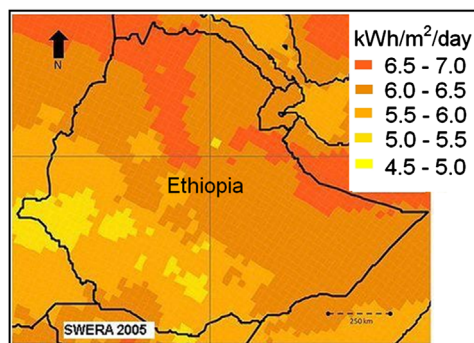 N
kWh/m²/day
6.5 - 7.0
6.0 - 6.5
5.5 - 6.0
5.0 - 5.5
4.5 - 5.0
Ethiopia
SWERA 2005
250 km